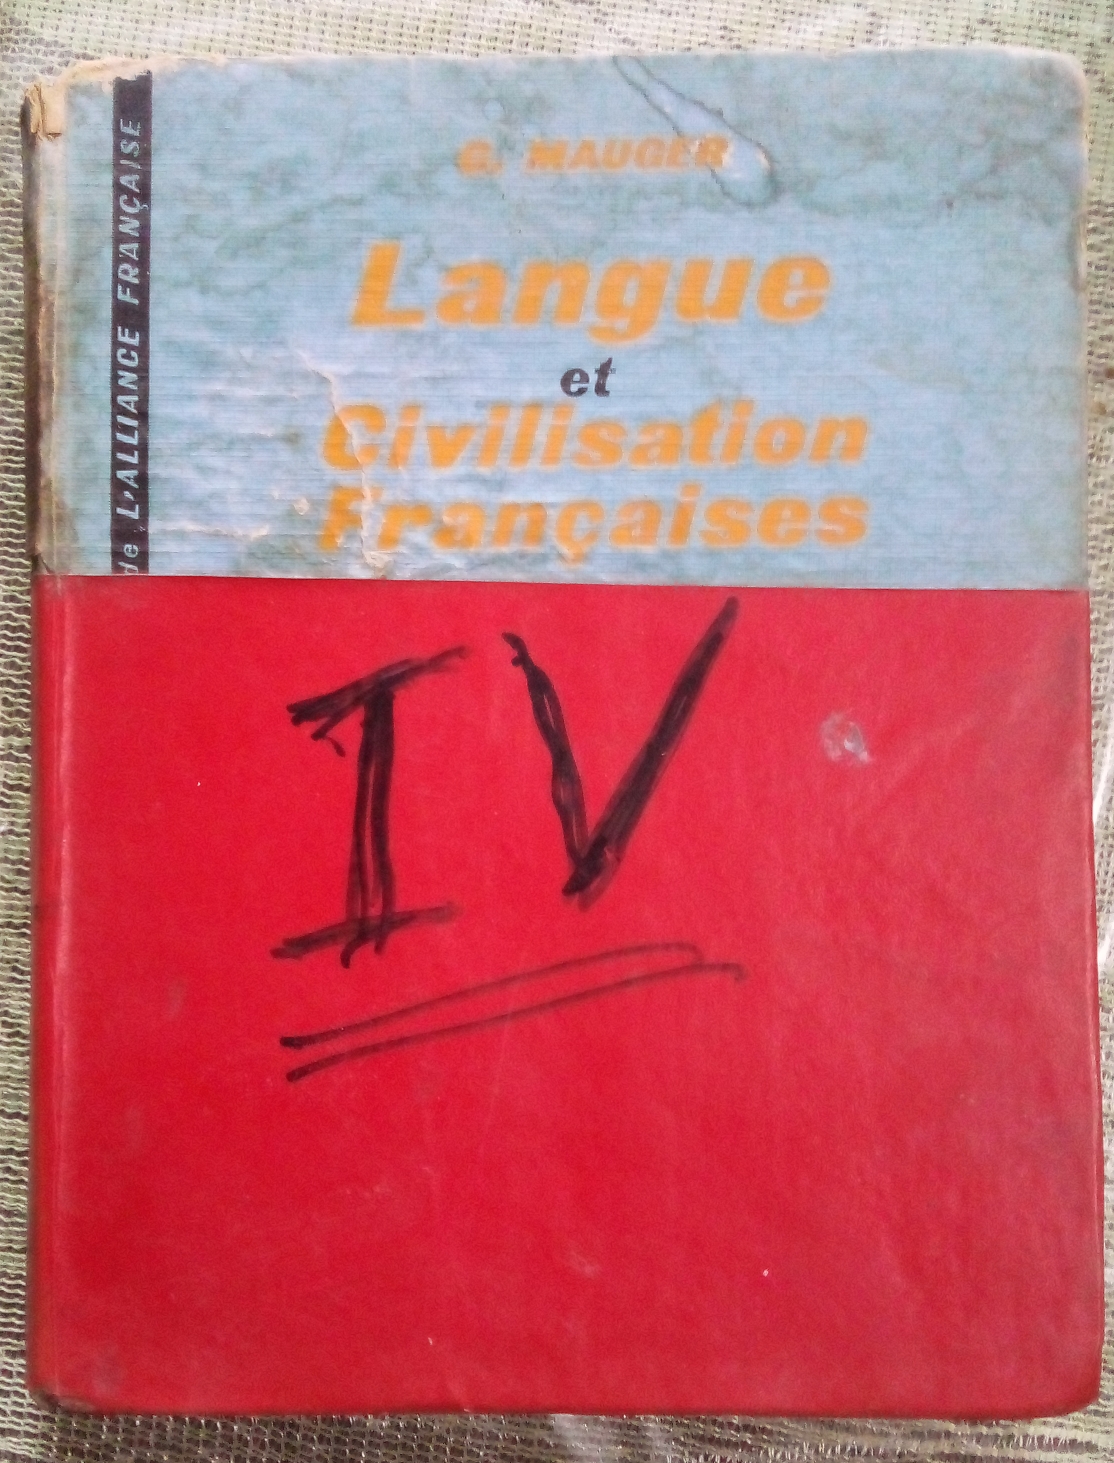 G. MAUGER
Langue
et
Civilisation
Françaises
de L'ALLIANCE FRANÇAISE
IV